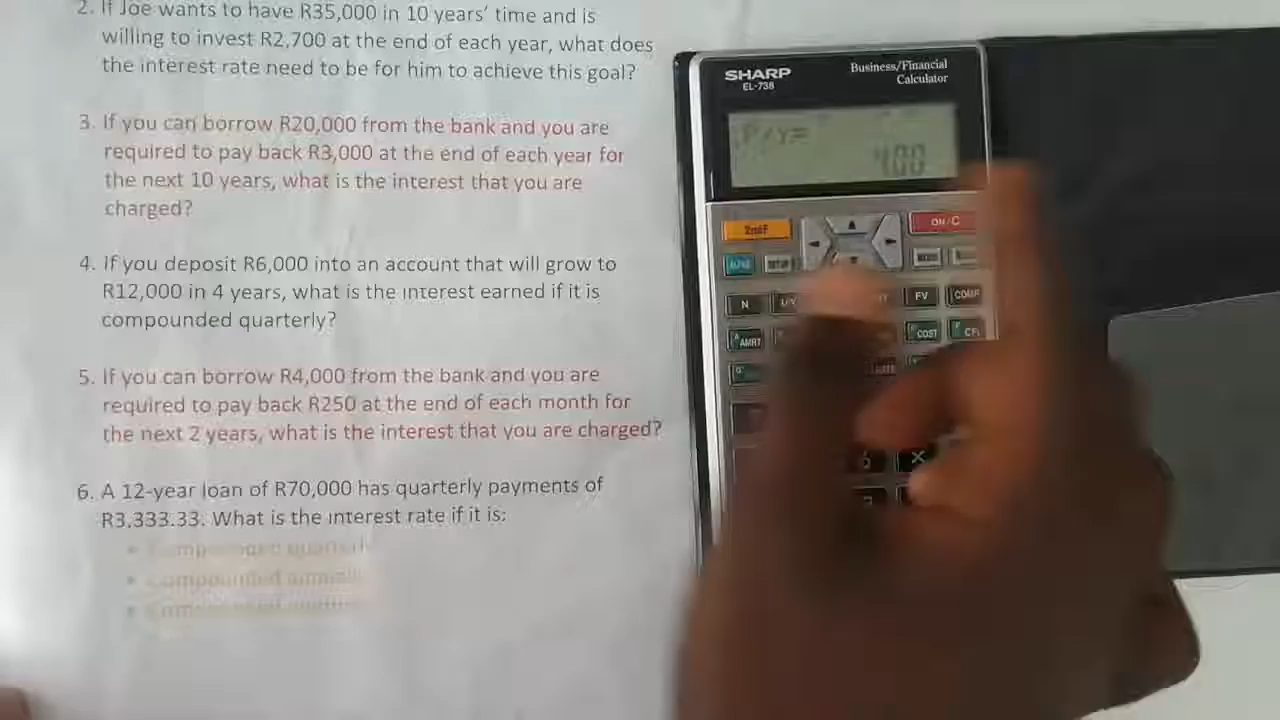 2. If Joe wants to have R35,000 in 10 years' time and is
willing to invest R2,700 at the end of each year, what does
the interest rate need to be for him to achieve this goal?
3. If you can borrow R20,000 from the bank and you are
required to pay back R3,000 at the end of each year for
the next 10 years, what is the interest that you are
charged?
4. If you deposit R6,000 into an account that will grow to
R12,000 in 4 years, what is the interest earned if it is
compounded quarterly?
5. If you can borrow R4,000 from the bank and you are
required to pay back R250 at the end of each month for
the next 2 years, what is the interest that you are charged?
6. A 12-year loan of R70,000 has quarterly payments of
R3,333.33. What is the interest rate if it is:
• Compounded quarterly
• Compounded annually
SHARP
EL-738
Business/Financial
Calculator
P/Y=
4.00
2ndF
ON/C
SETUP
MODE
N
I/Y
FV
COMP
AMRT
COST
CFi